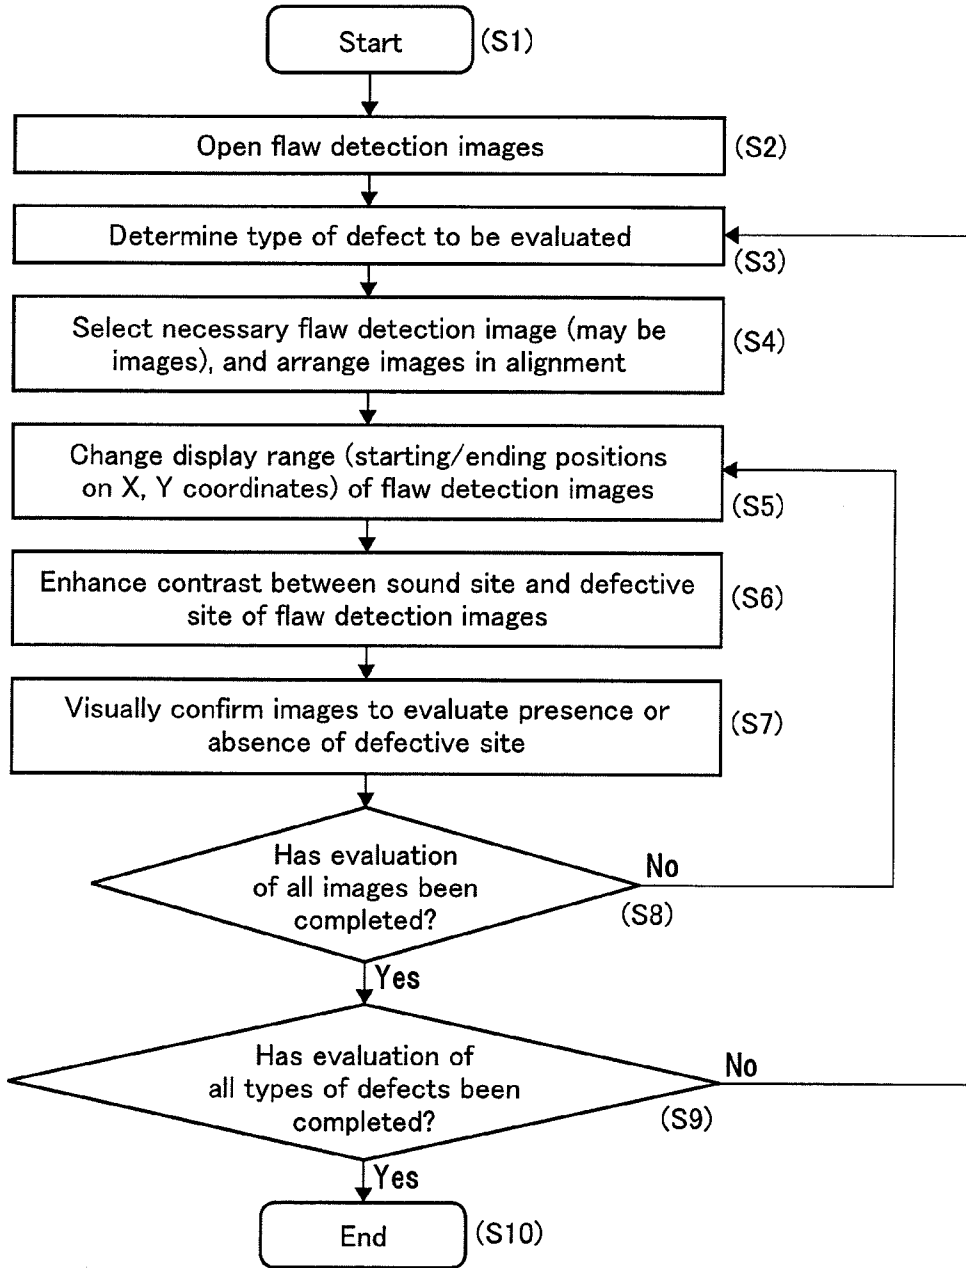 Start
(S1)
Open flaw detection images
(S2)
Determine type of defect to be evaluated
(S3)
Select necessary flaw detection image (may be
images), and arrange images in alignment
(S4)
Change display range (starting/ending positions
on X, Y coordinates) of flaw detection images
(S5)
Enhance contrast between sound site and defective
site of flaw detection images
(S6)
Visually confirm images to evaluate presence or
absence of defective site
(S7)
Has evaluation
of all images been
completed?
No
(S8)
Yes
Has evaluation of
all types of defects been
completed?
No
(S9)
Yes
End
(S10)